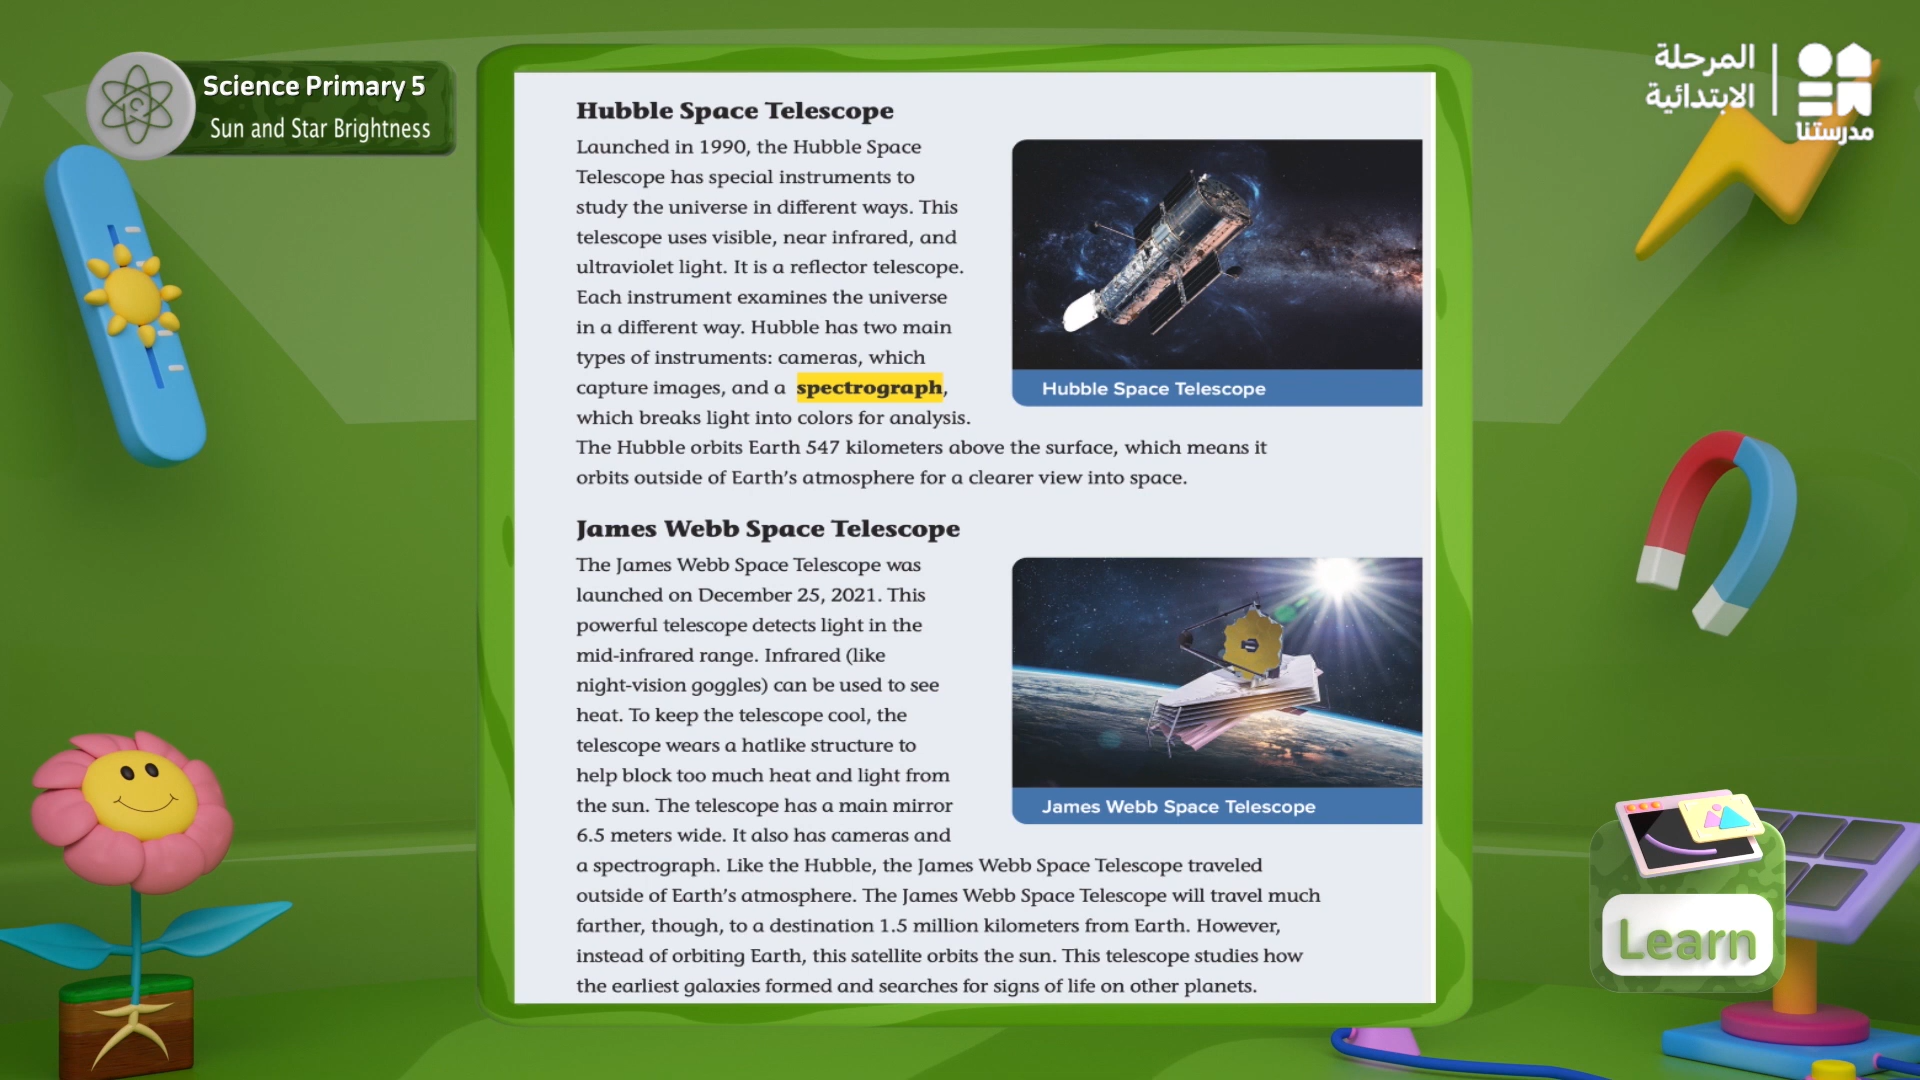 Science Primary 5
Sun and Star Brightness
المرحلة
الابتدائية
مدرستنا
Hubble Space Telescope
Launched in 1990, the Hubble Space
Telescope has special instruments to
study the universe in different ways. This
telescope uses visible, near infrared, and
ultraviolet light. It is a reflector telescope.
Each instrument examines the universe
in a different way. Hubble has two main
types of instruments: cameras, which
capture images, and a spectrograph,
which breaks light into colors for analysis.
The Hubble orbits Earth 547 kilometers above the surface, which means it
orbits outside of Earth's atmosphere for a clearer view into space.
Hubble Space Telescope
James Webb Space Telescope
The James Webb Space Telescope was
launched on December 25, 2021. This
powerful telescope detects light in the
mid-infrared range. Infrared (like
night-vision goggles) can be used to see
heat. To keep the telescope cool, the
telescope wears a hatlike structure to
help block too much heat and light from
the sun. The telescope has a main mirror
6.5 meters wide. It also has cameras and
a spectrograph. Like the Hubble, the James Webb Space Telescope traveled
outside of Earth's atmosphere. The James Webb Space Telescope will travel much
farther, though, to a destination 1.5 million kilometers from Earth. However,
instead of orbiting Earth, this satellite orbits the sun. This telescope studies how
the earliest galaxies formed and searches for signs of life on other planets.
James Webb Space Telescope
Learn